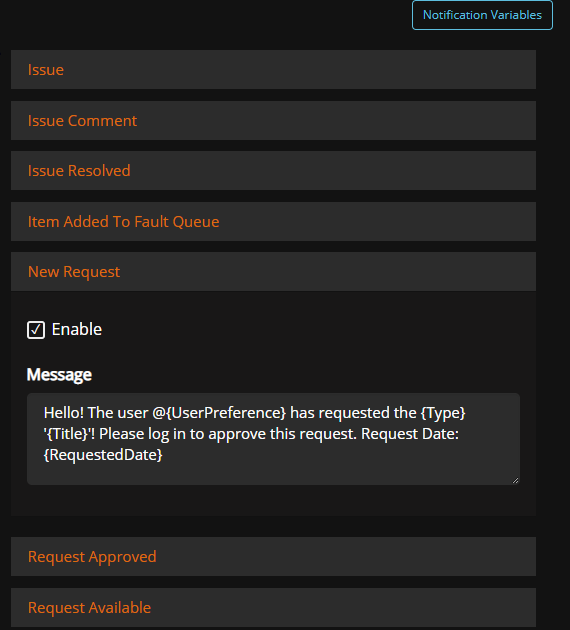 Notification Variables
Issue
Issue Comment
Issue Resolved
Item Added To Fault Queue
New Request
Enable
Message
Hello! The user @{UserPreference} has requested the {Type}
'{Title}'! Please log in to approve this request. Request Date:
{RequestedDate}
Request Approved
Request Available